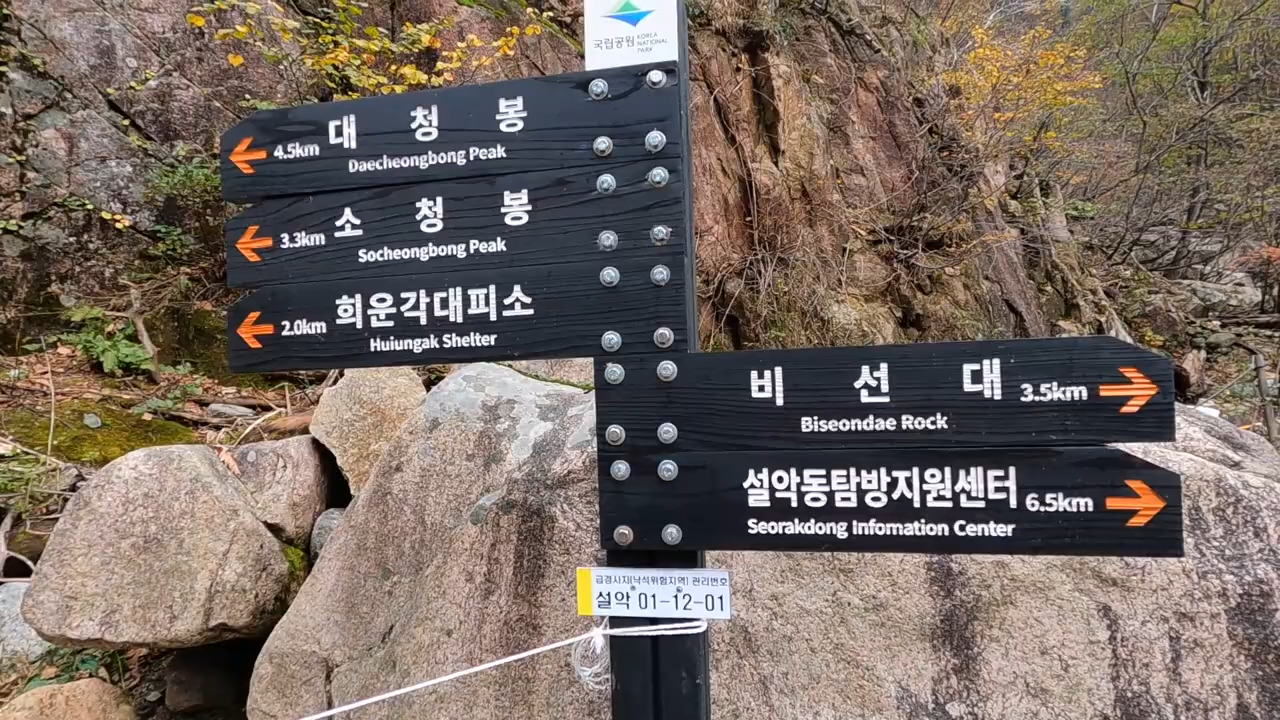 국립공원 KOREA NATIONAL PARK
대 청 봉
4.5km
Daecheongbong Peak
소 청 봉
3.3km
Socheongbong Peak
희운각대피소
2.0km
Huiungak Shelter
비 선 대
3.5km
Biseondae Rock
설악동탐방지원센터
6.5km
Seorakdong Infomation Center
급경사지(낙석위험지역) 관리번호
설악 01-12-01